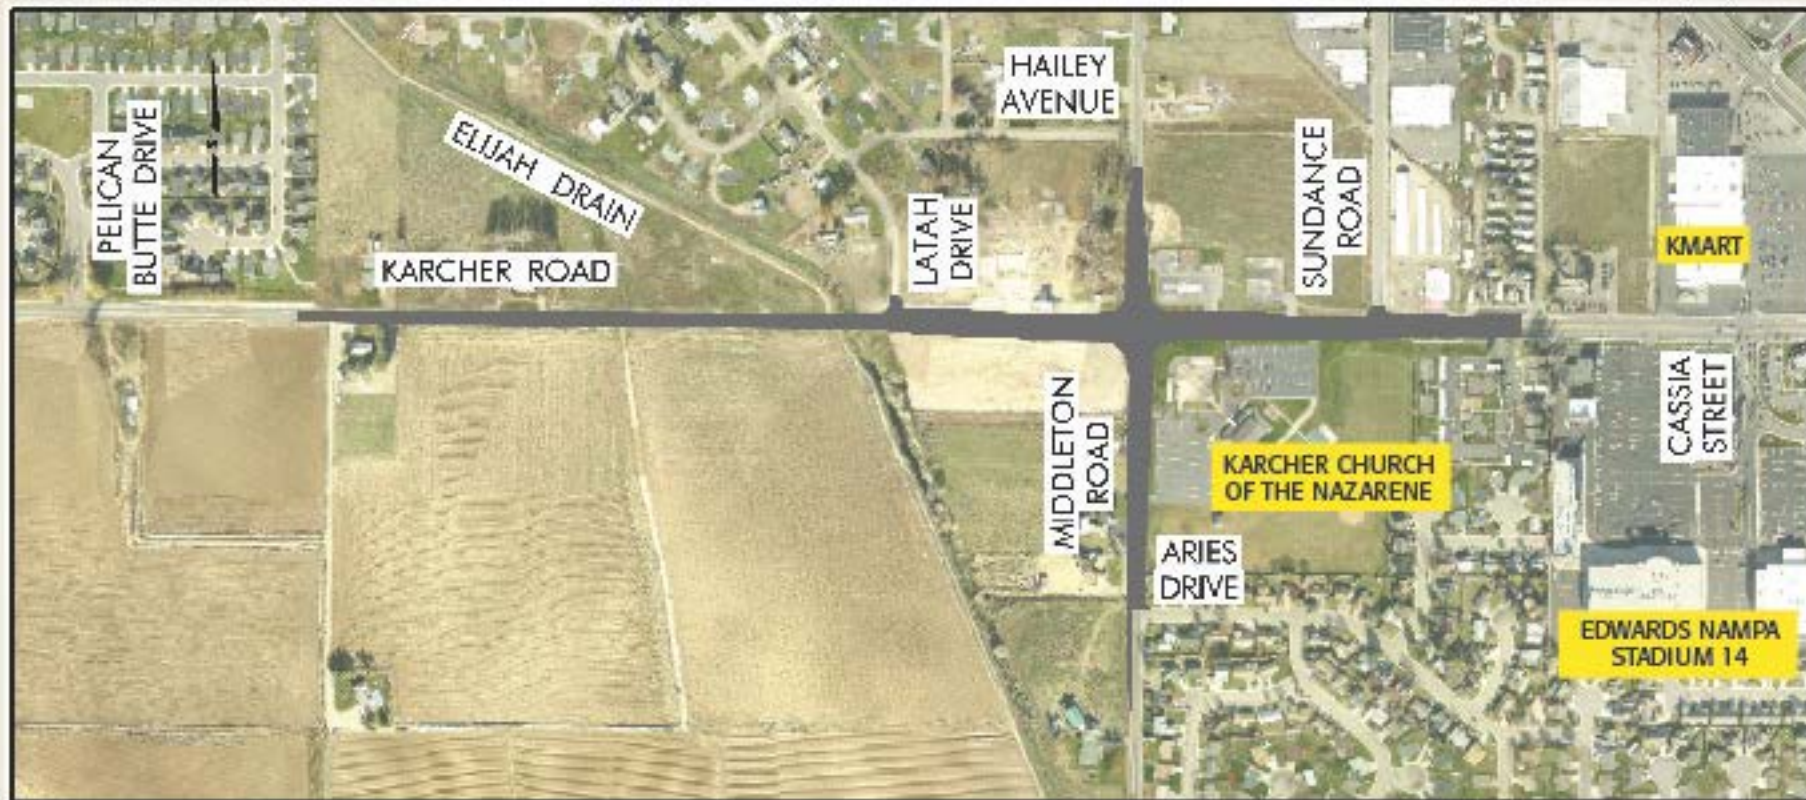 HAILEY
AVENUE
PELICAN
BUTTE DRIVE
ELIJAH DRAIN
SUNDANCE
ROAD
LATAH
DRIVE
KARCHER ROAD
KMART
MIDDLETON
ROAD
CASSIA
STREET
KARCHER CHURCH
OF THE NAZARENE
ARIES
DRIVE
EDWARDS NAMPA
STADIUM 14